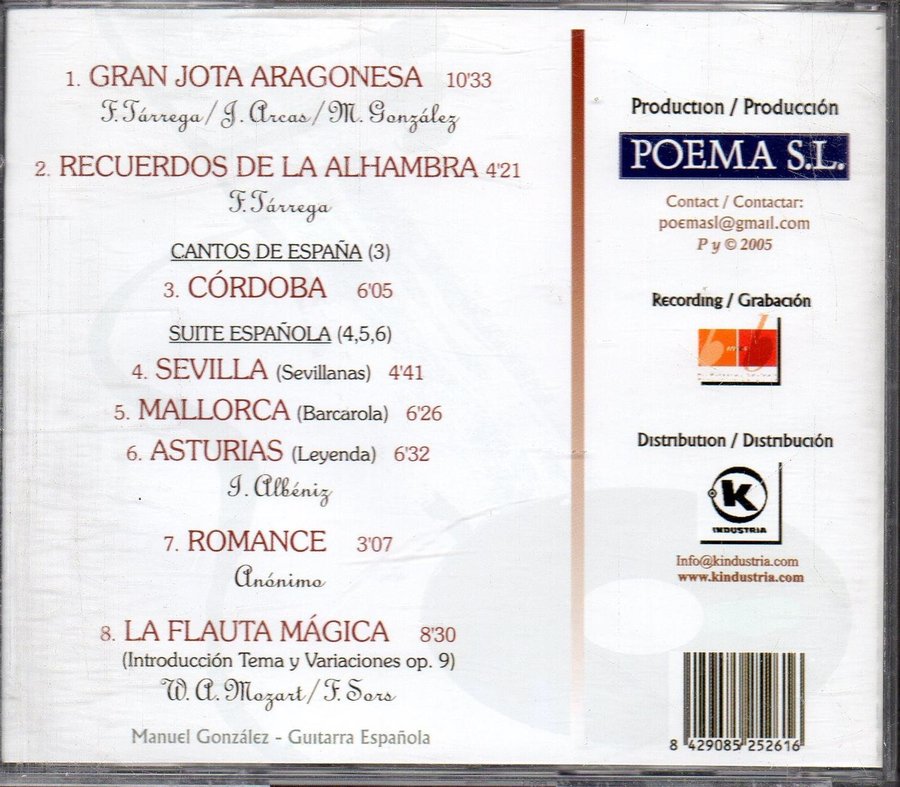 1. GRAN JOTA ARAGONESA 10'33
F. Tárrega / J. Arcas / M. González
2. RECUERDOS DE LA ALHAMBRA 4'21
F. Tárrega
CANTOS DE ESPAÑA (3)
3. CÓRDOBA 6'05
SUITE ESPAÑOLA (4,5,6)
4. SEVILLA (Sevillanas) 4'41
5. MALLORCA (Barcarola) 6'26
6. ASTURIAS (Leyenda) 6'32
I. Albéniz
7. ROMANCE 3'07
Anónimo
8. LA FLAUTA MÁGICA 8'30
(Introducción Tema y Variaciones op. 9)
W. A. Mozart / F. Sors
Manuel González - Guitarra Española
Production / Producción
POEMA S.L.
Contact / Contactar:
poemasl@gmail.com
P y © 2005
Recording / Grabación
Distribution / Distribución
K
INDUSTRIA
Info@kindustria.com
www.kindustria.com
8 429085 252616